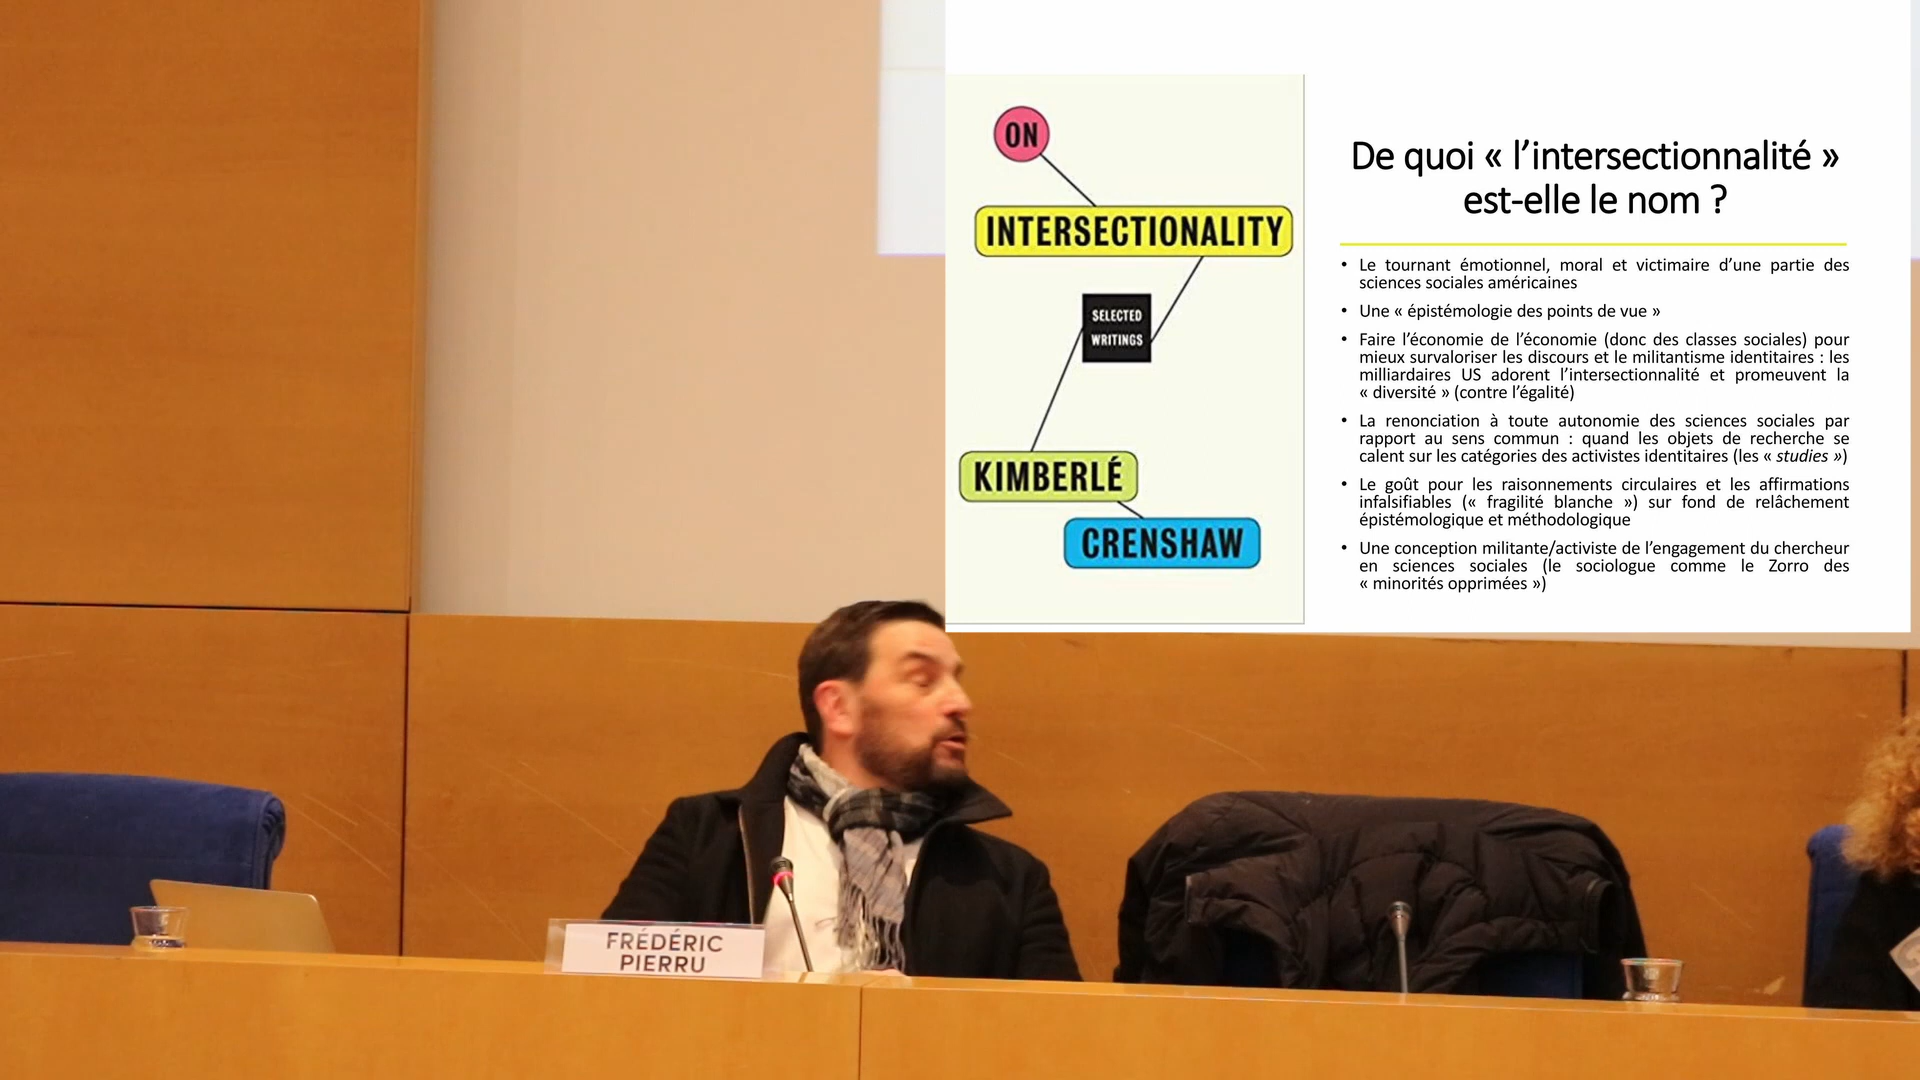 ON
INTERSECTIONALITY
SELECTED
WRITINGS
KIMBERLÉ
CRENSHAW
De quoi « l’intersectionnalité »
est-elle le nom ?
• Le tournant émotionnel, moral et victimaire d’une partie des
sciences sociales américaines
• Une « épistémologie des points de vue »
• Faire l’économie de l’économie (donc des classes sociales) pour
mieux survaloriser les discours et le militantisme identitaires : les
milliardaires US adorent l’intersectionnalité et promeuvent la
« diversité » (contre l’égalité)
• La renonciation à toute autonomie des sciences sociales par
rapport au sens commun : quand les objets de recherche se
calent sur les catégories des activistes identitaires (les « studies »)
• Le goût pour les raisonnements circulaires et les affirmations
infalsifiables (« fragilité blanche ») sur fond de relâchement
épistémologique et méthodologique
• Une conception militante/activiste de l’engagement du chercheur
en sciences sociales (le sociologue comme le Zorro des
« minorités opprimées »)
FRÉDÉRIC
PIERRU